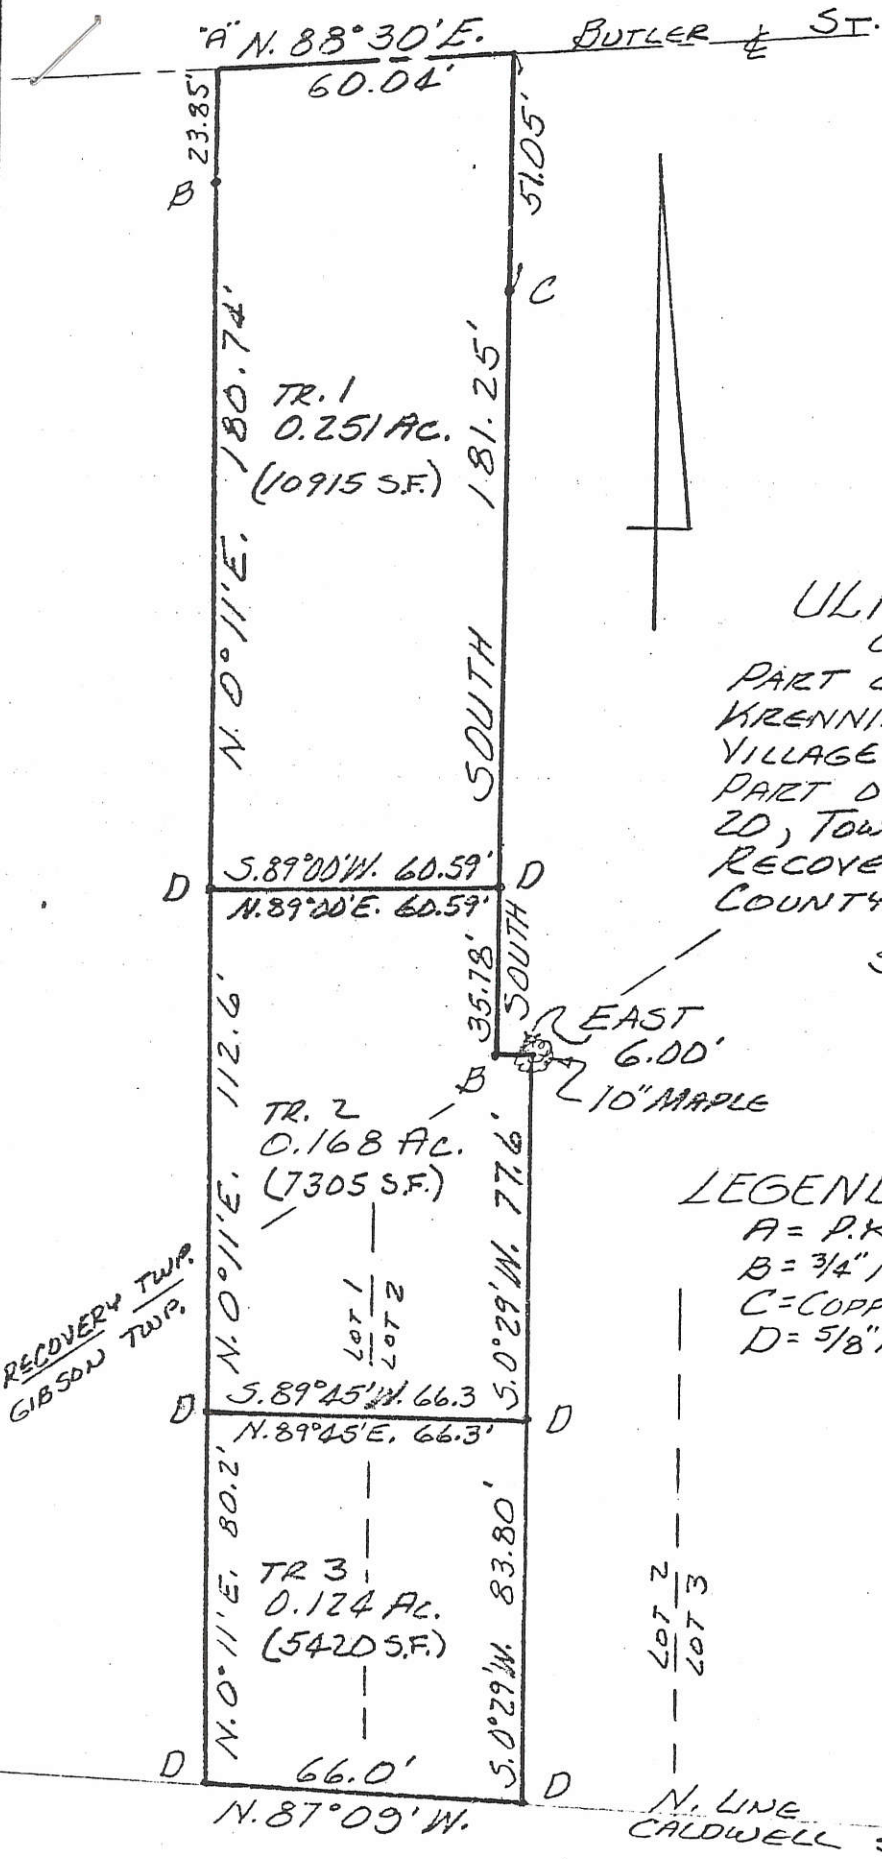 "A" N. 88°30'E.
BUTLER ℄ ST.
60.04'
23.85'
51.05'
B
C
N. 0°11'E. 180.74'
TR. 1
0.251 AC.
(10915 S.F.)
SOUTH 181.25'
PART
VILLAGE
PART
20,
COUNTY
D
S.89°00'W. 60.59'
D
N.89°00'E. 60.59'
35.78'
SOUTH
EAST
6.00'
10" MAPLE
B
N. 0°11'E. 112.6'
TR. 2
0.168 AC.
(7305 S.F.)
S. 0°29'W. 77.6'
LOT 1
LOT 2
RECOVERY TWP.
GIBSON TWP.
LEGEND
A = P.K
B = 3/4"
C = COPP
D = 5/8"
D
S. 89°45'W. 66.3
D
N. 89°45'E. 66.3'
N. 0°11'E. 80.2'
TR 3
0.124 AC.
(5420 S.F.)
S. 0°29'W. 83.80'
LOT 2
LOT 3
D
66.0'
D
N. 87°09'W.
N. LINE
CALDWELL